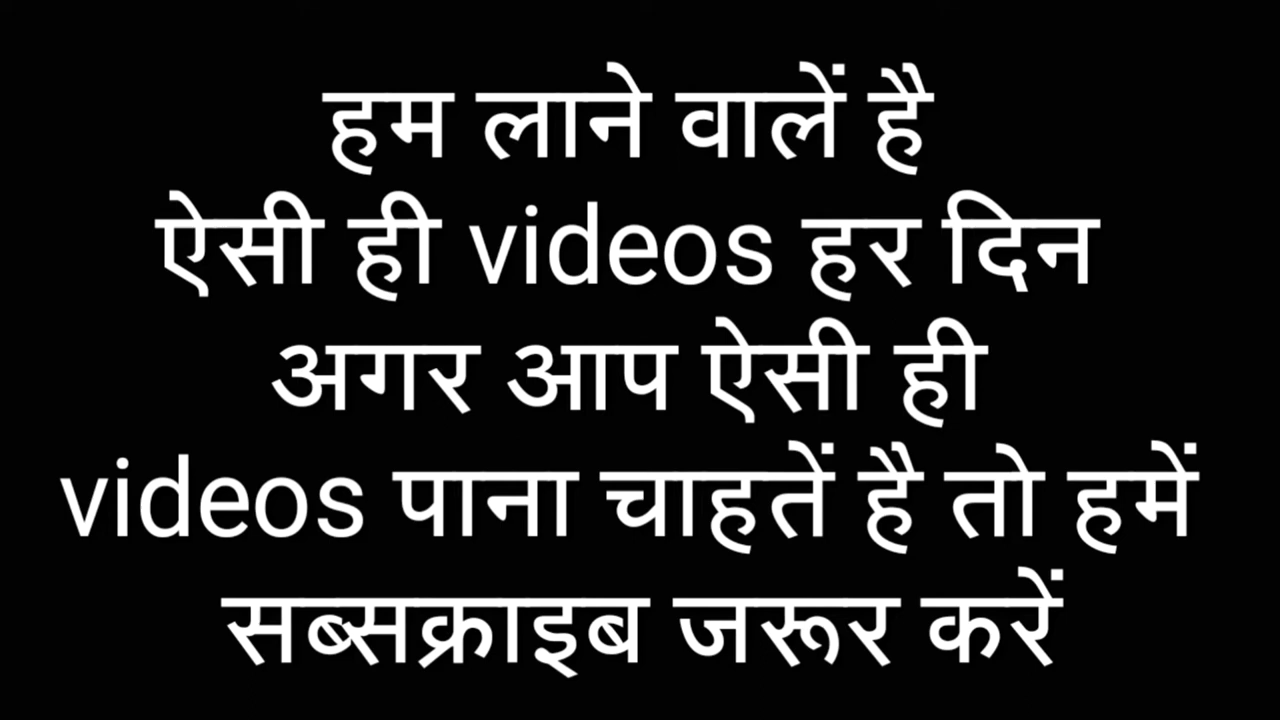 हम लाने वालें है
ऐसी ही videos हर दिन
अगर आप ऐसी ही
videos पाना चाहतें है तो हमें
सब्सक्राइब जरूर करें